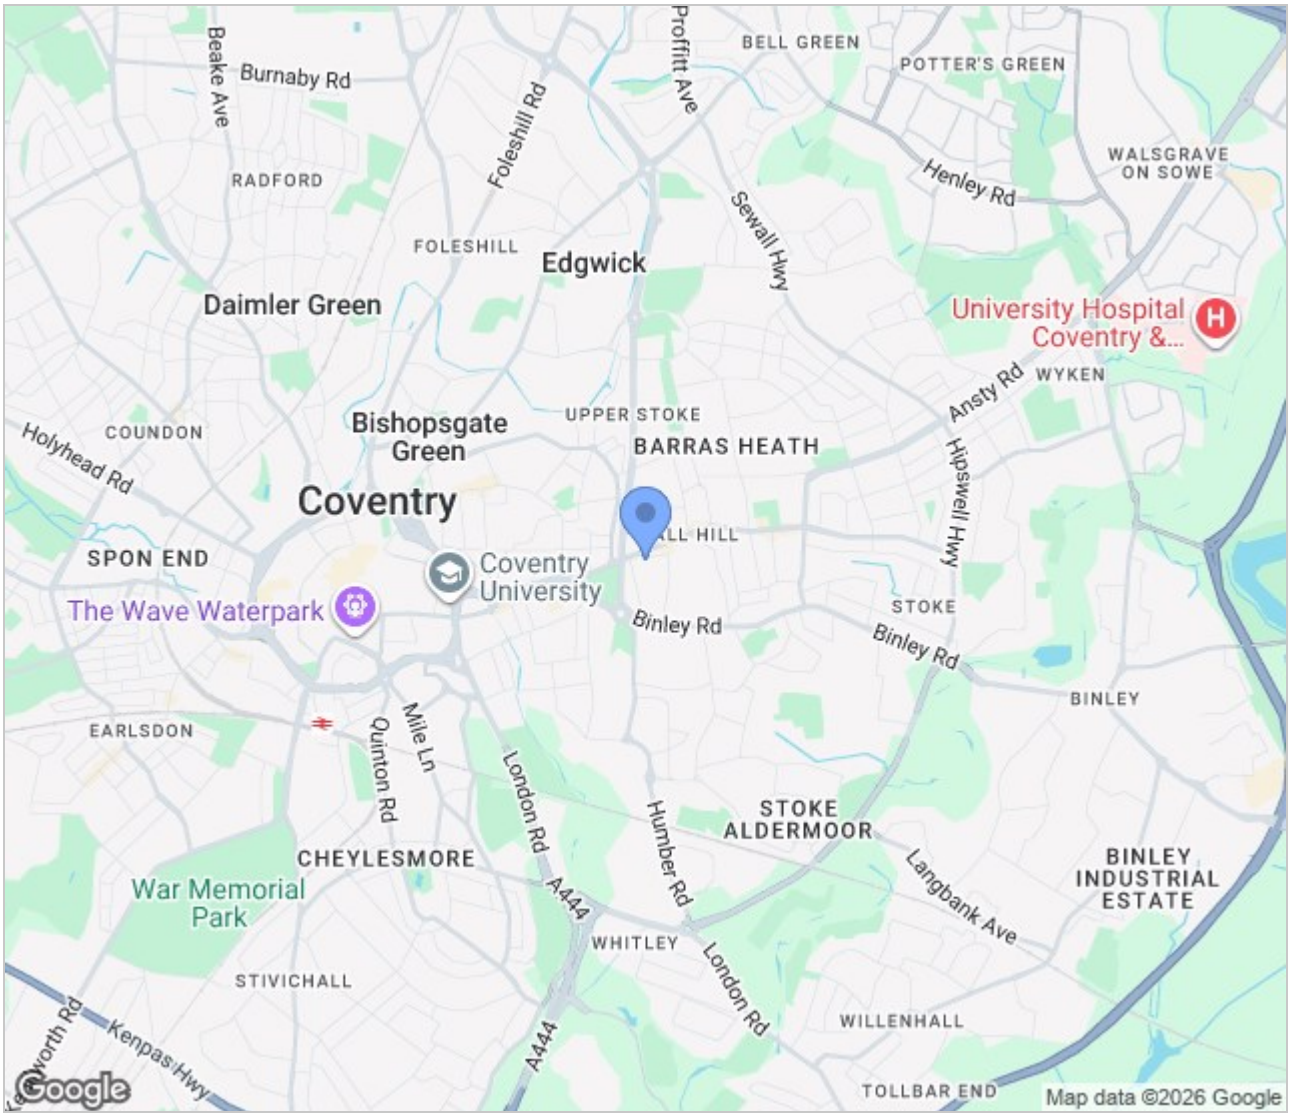 BELL GREEN
POTTER'S GREEN
Proffitt Ave
Beake Ave
Burnaby Rd
Foleshill Rd
WALSGRAVE
ON SOWE
Henley Rd
RADFORD
Sewall Hwy
FOLESHILL
Edgwick
Daimler Green
University Hospital
Coventry &...
H
WYKEN
Ansty Rd
UPPER STOKE
Bishopsgate
Green
BARRAS HEATH
COUNDON
Holyhead Rd
Hipswell Hwy
Coventry
ALL HILL
SPON END
Coventry
University
The Wave Waterpark
STOKE
Binley Rd
Binley Rd
BINLEY
EARLSDON
Mile Ln
Quinton Rd
London Rd
STOKE
ALDERMOOR
Humber Rd
CHEYLESMORE
Langbank Ave
BINLEY
INDUSTRIAL
ESTATE
War Memorial
Park
A444
WHITLEY
London Rd
STIVICHALL
WILLENHALL
Kenpas Hwy
A444
TOLLBAR END
Google
Map data ©2026 Google